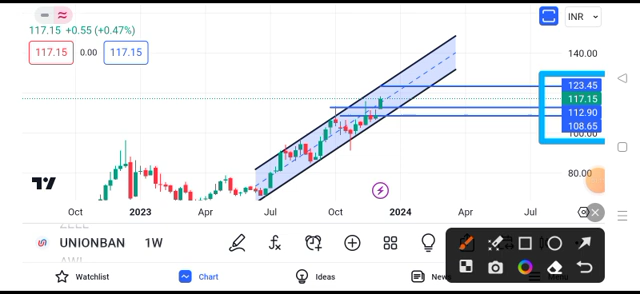 INR
117.15 +0.55 (+0.47%)
117.15 0.00 117.15
140.00
123.45
117.15
112.90
108.65
100.00
80.00
Oct 2023 Apr Jul Oct 2024 Apr Jul
UNIONBAN 1W
Watchlist Chart Ideas News Menu